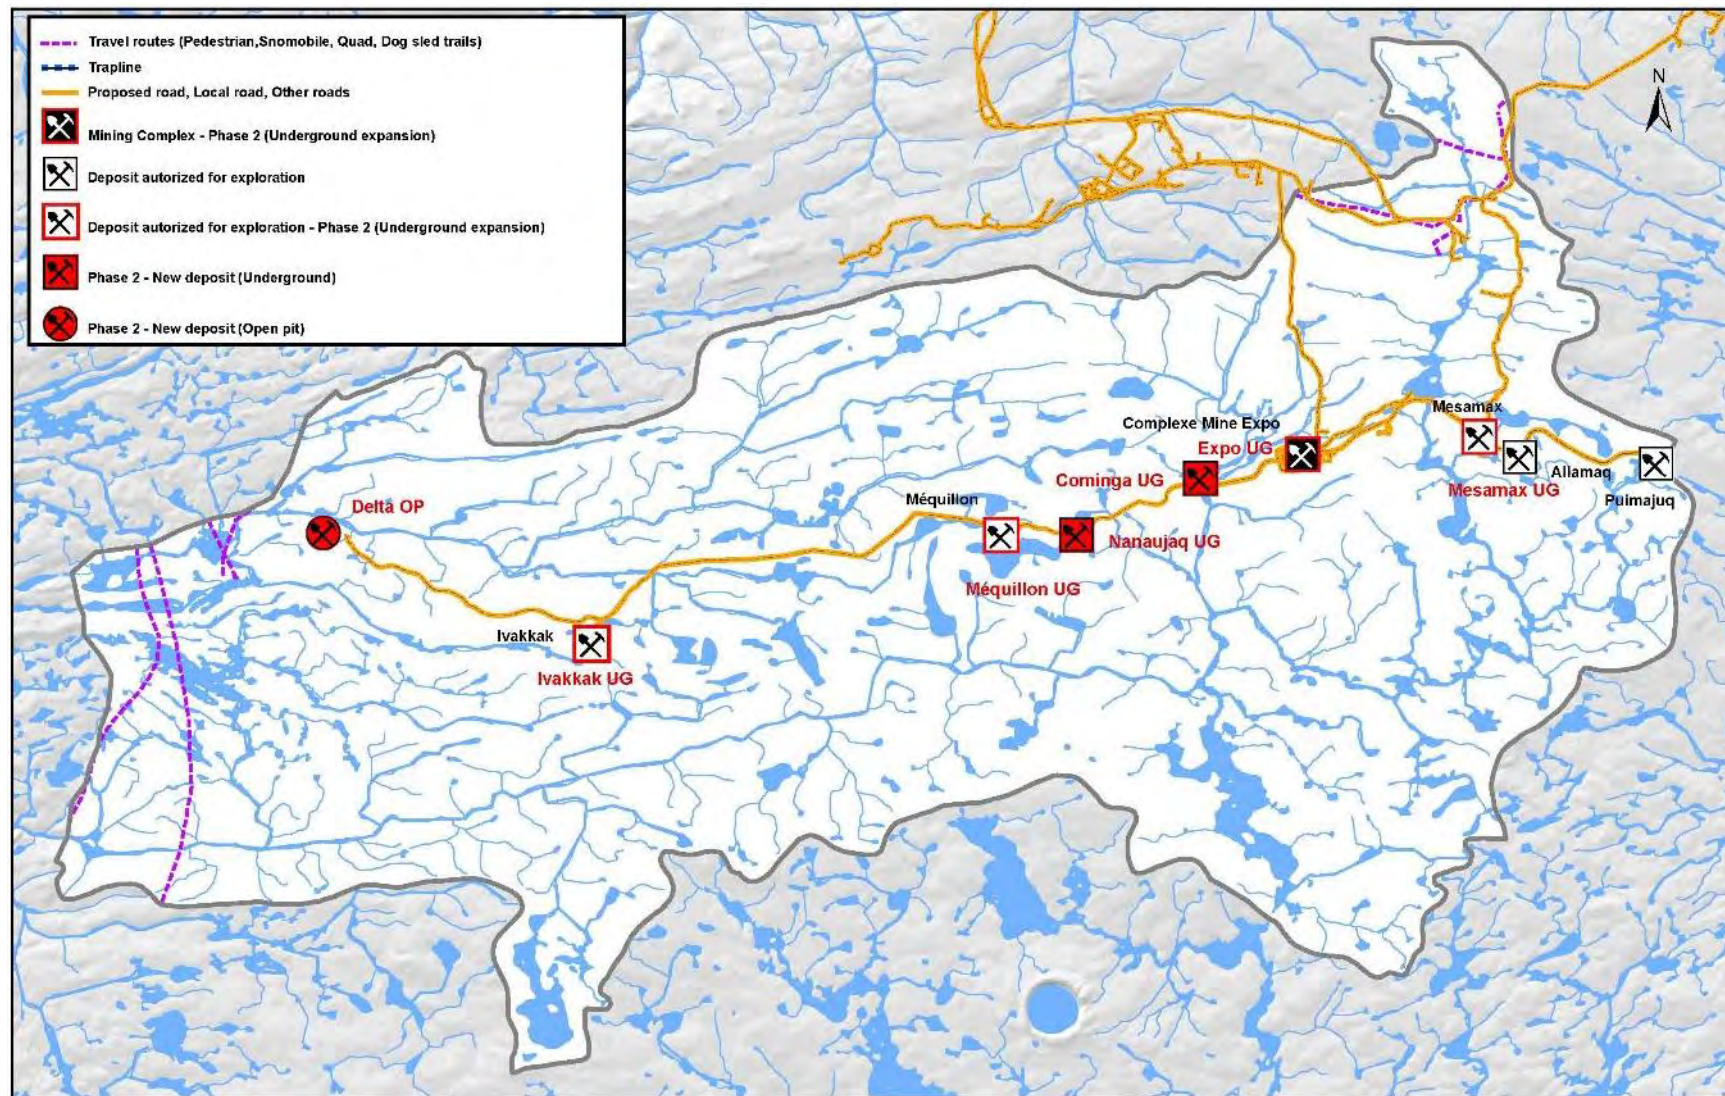 Travel routes (Pedestrian,Snomobile, Quad, Dog sled trails)
Trapline
Proposed road, Local road, Other roads
Mining Complex - Phase 2 (Underground expansion)
Deposit autorized for exploration
Deposit autorized for exploration - Phase 2 (Underground expansion)
Phase 2 - New deposit (Underground)
Phase 2 - New deposit (Open pit)
N
Mesamax
Complexe Mine Expo
Expo UG
Cominga UG
Allamaq
Mesamax UG
Puimajuq
Méquillon
Delta OP
Nanaujaq UG
Méquillon UG
Ivakkak
Ivakkak UG